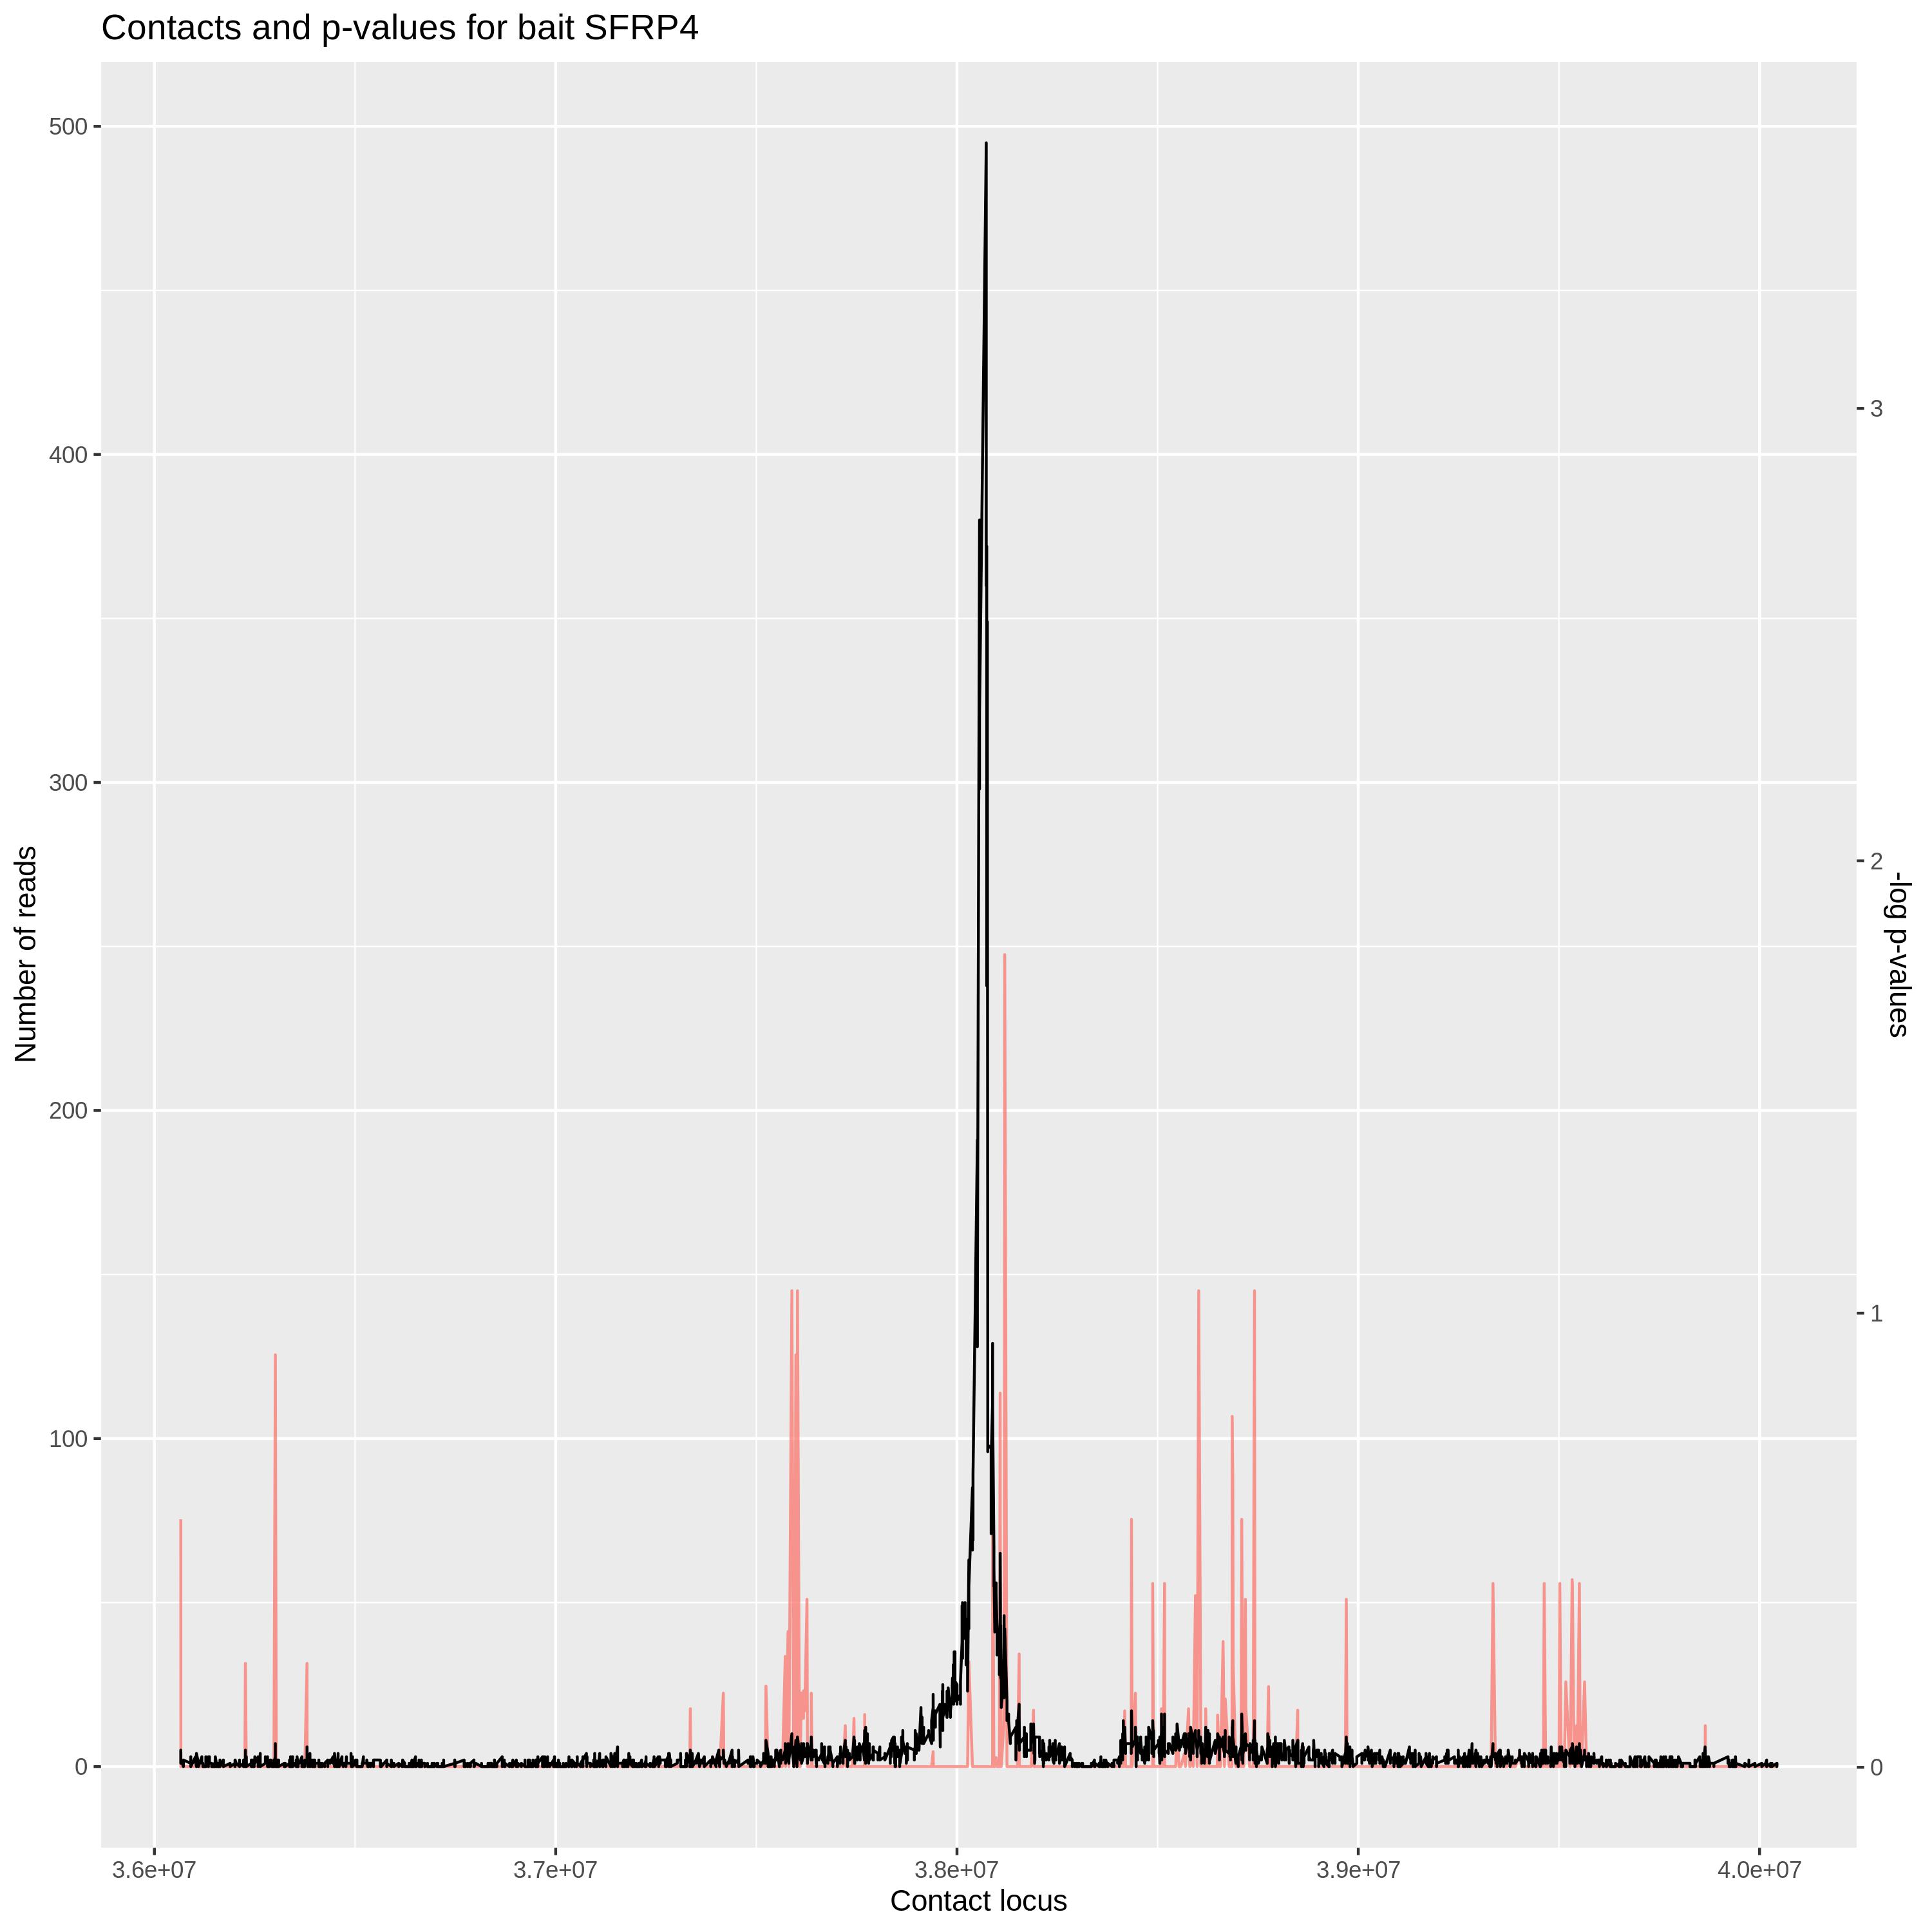 Contacts and p-values for bait SFRP4
500
400
300
200
100
0
Number of reads
3
2
1
0
-log p-values
3.6e+07 3.7e+07 3.8e+07 3.9e+07 4.0e+07
Contact locus